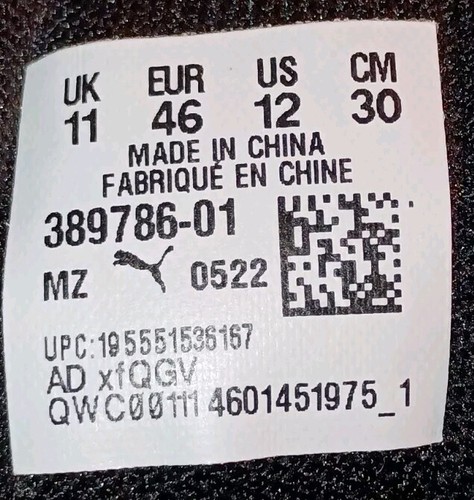 UK EUR US CM
11 46 12 30
MADE IN CHINA
FABRIQUÉ EN CHINE
389786-01
MZ 0522
UPC:195551536167
AD xfQGV
QWC00111 4601451975_1